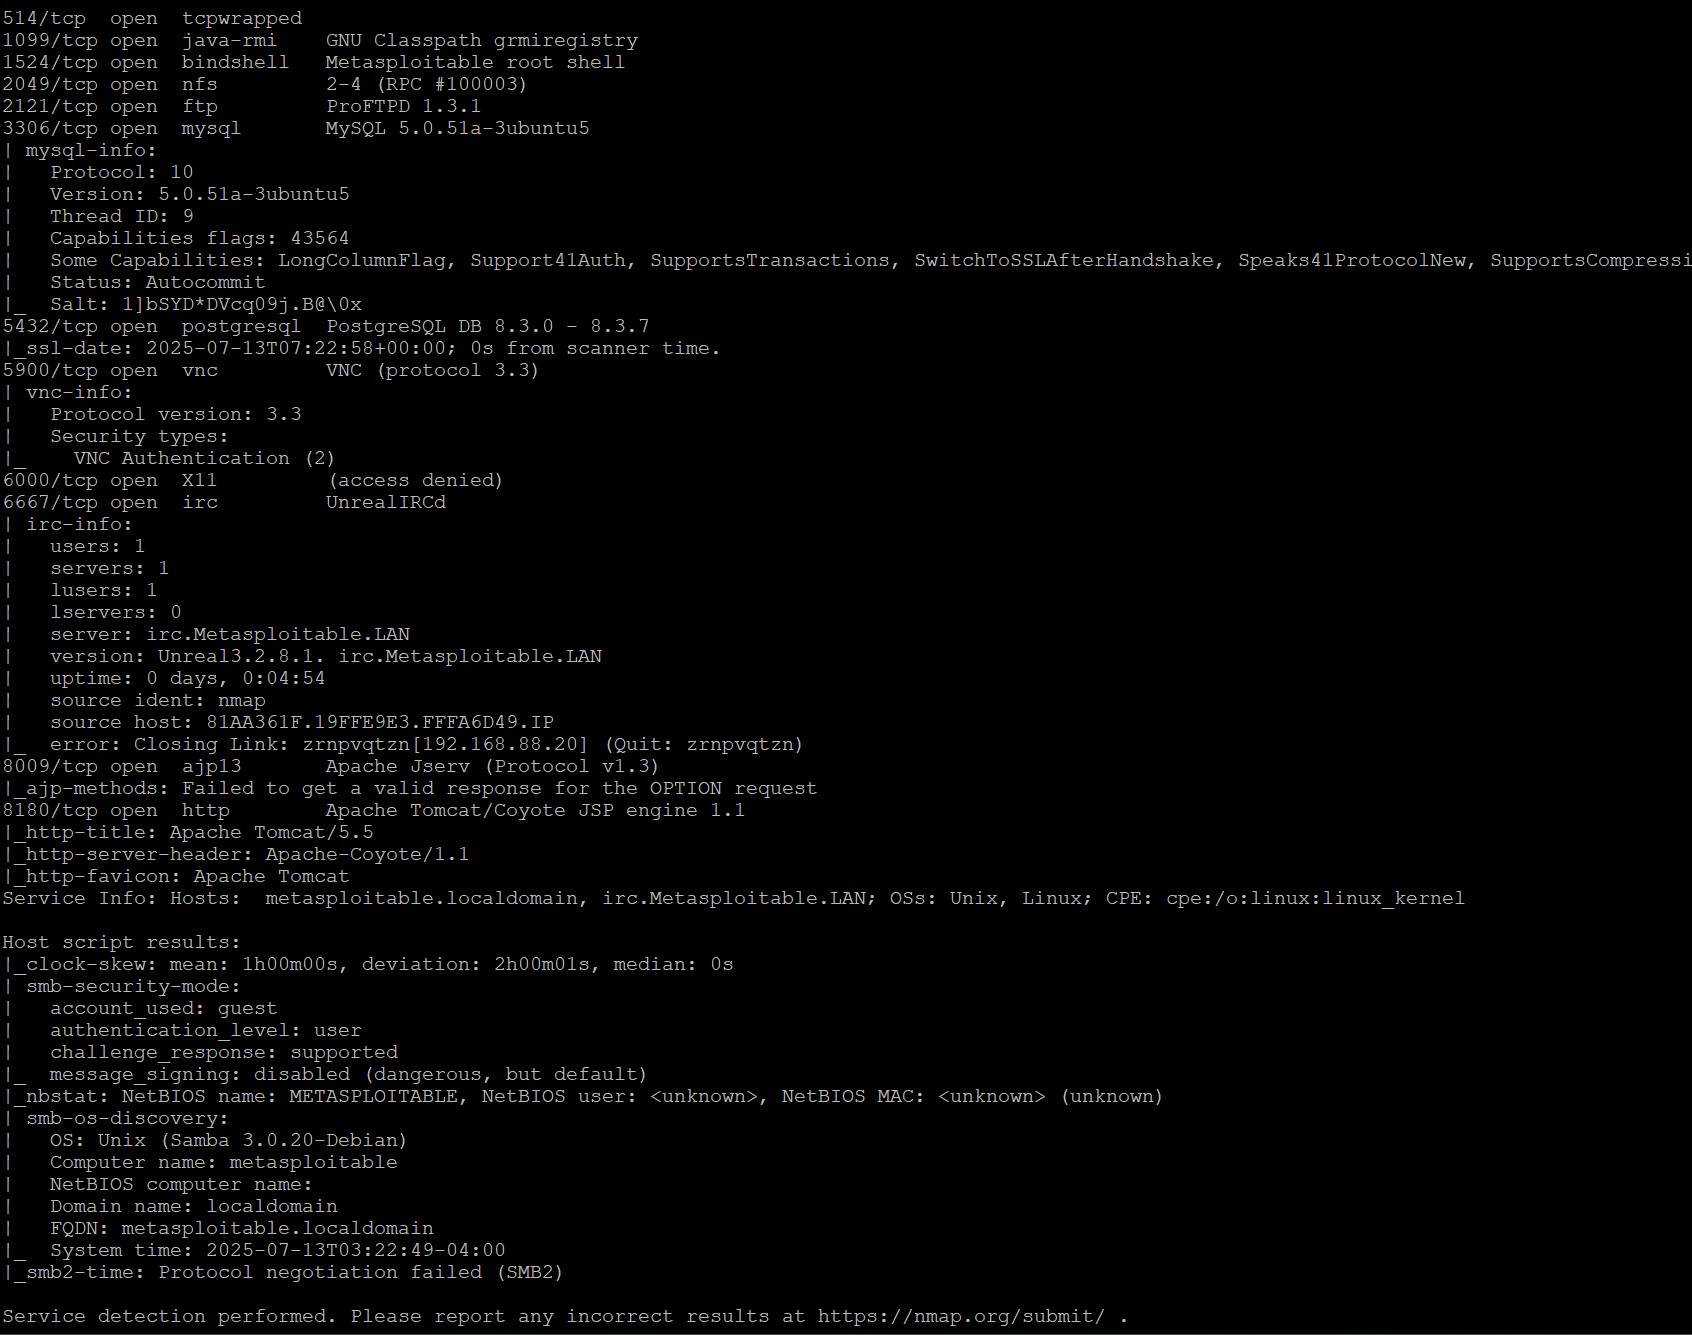 514/tcp  open  tcpwrapped
1099/tcp open  java-rmi    GNU Classpath grmiregistry
1524/tcp open  bindshell   Metasploitable root shell
2049/tcp open  nfs         2-4 (RPC #100003)
2121/tcp open  ftp         ProFTPD 1.3.1
3306/tcp open  mysql       MySQL 5.0.51a-3ubuntu5
| mysql-info:
|   Protocol: 10
|   Version: 5.0.51a-3ubuntu5
|   Thread ID: 9
|   Capabilities flags: 43564
|   Some Capabilities: LongColumnFlag, Support41Auth, SupportsTransactions, SwitchToSSLAfterHandshake, Speaks41ProtocolNew, SupportsCompressi
|   Status: Autocommit
|_  Salt: 1]bSYD*DVcq09j.B@\0x
5432/tcp open  postgresql  PostgreSQL DB 8.3.0 - 8.3.7
|_ssl-date: 2025-07-13T07:22:58+00:00; 0s from scanner time.
5900/tcp open  vnc         VNC (protocol 3.3)
| vnc-info:
|   Protocol version: 3.3
|   Security types:
|_    VNC Authentication (2)
6000/tcp open  X11         (access denied)
6667/tcp open  irc         UnrealIRCd
| irc-info:
|   users: 1
|   servers: 1
|   lusers: 1
|   lservers: 0
|   server: irc.Metasploitable.LAN
|   version: Unreal3.2.8.1. irc.Metasploitable.LAN
|   uptime: 0 days, 0:04:54
|   source ident: nmap
|   source host: 81AA361F.19FFE9E3.FFFA6D49.IP
|_  error: Closing Link: zrnpvqtzn[192.168.88.20] (Quit: zrnpvqtzn)
8009/tcp open  ajp13       Apache Jserv (Protocol v1.3)
|_ajp-methods: Failed to get a valid response for the OPTION request
8180/tcp open  http        Apache Tomcat/Coyote JSP engine 1.1
|_http-title: Apache Tomcat/5.5
|_http-server-header: Apache-Coyote/1.1
|_http-favicon: Apache Tomcat
Service Info: Hosts:  metasploitable.localdomain, irc.Metasploitable.LAN; OSs: Unix, Linux; CPE: cpe:/o:linux:linux_kernel

Host script results:
|_clock-skew: mean: 1h00m00s, deviation: 2h00m01s, median: 0s
| smb-security-mode:
|   account_used: guest
|   authentication_level: user
|   challenge_response: supported
|_  message_signing: disabled (dangerous, but default)
|_nbstat: NetBIOS name: METASPLOITABLE, NetBIOS user: <unknown>, NetBIOS MAC: <unknown> (unknown)
| smb-os-discovery:
|   OS: Unix (Samba 3.0.20-Debian)
|   Computer name: metasploitable
|   NetBIOS computer name:
|   Domain name: localdomain
|   FQDN: metasploitable.localdomain
|_  System time: 2025-07-13T03:22:49-04:00
|_smb2-time: Protocol negotiation failed (SMB2)

Service detection performed. Please report any incorrect results at https://nmap.org/submit/ .